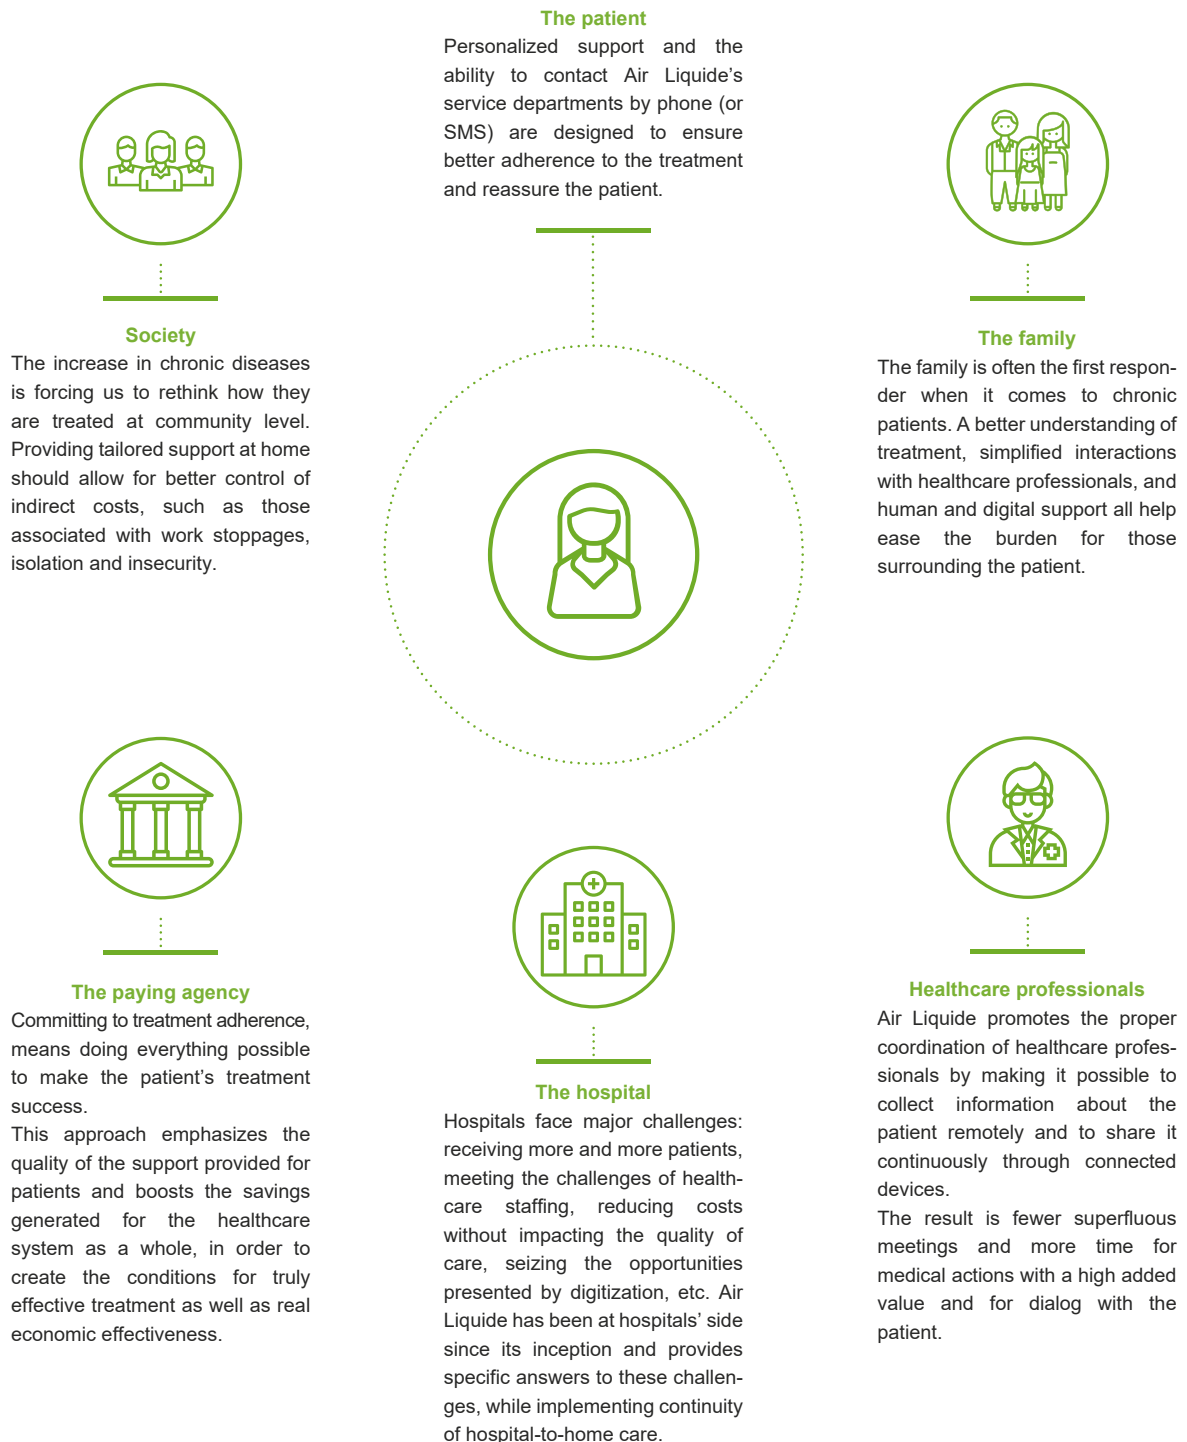 The patient
Personalized support and the
ability to contact Air Liquide's
service departments by phone (or
SMS) are designed to ensure
better adherence to the treatment
and reassure the patient.
Society
The increase in chronic diseases
is forcing us to rethink how they
are treated at community level.
Providing tailored support at home
should allow for better control of
indirect costs, such as those
associated with work stoppages,
isolation and insecurity.
The family
The family is often the first respon-
der when it comes to chronic
patients. A better understanding of
treatment, simplified interactions
with healthcare professionals, and
human and digital support all help
ease the burden for those
surrounding the patient.
The paying agency
Committing to treatment adherence,
means doing everything possible
to make the patient's treatment
success.
This approach emphasizes the
quality of the support provided for
patients and boosts the savings
generated for the healthcare
system as a whole, in order to
create the conditions for truly
effective treatment as well as real
economic effectiveness.
The hospital
Hospitals face major challenges:
receiving more and more patients,
meeting the challenges of health-
care staffing, reducing costs
without impacting the quality of
care, seizing the opportunities
presented by digitization, etc. Air
Liquide has been at hospitals' side
since its inception and provides
specific answers to these challen-
ges, while implementing continuity
of hospital-to-home care.
Healthcare professionals
Air Liquide promotes the proper
coordination of healthcare profes-
sionals by making it possible to
collect information about the
patient remotely and to share it
continuously through connected
devices.
The result is fewer superfluous
meetings and more time for
medical actions with a high added
value and for dialog with the
patient.